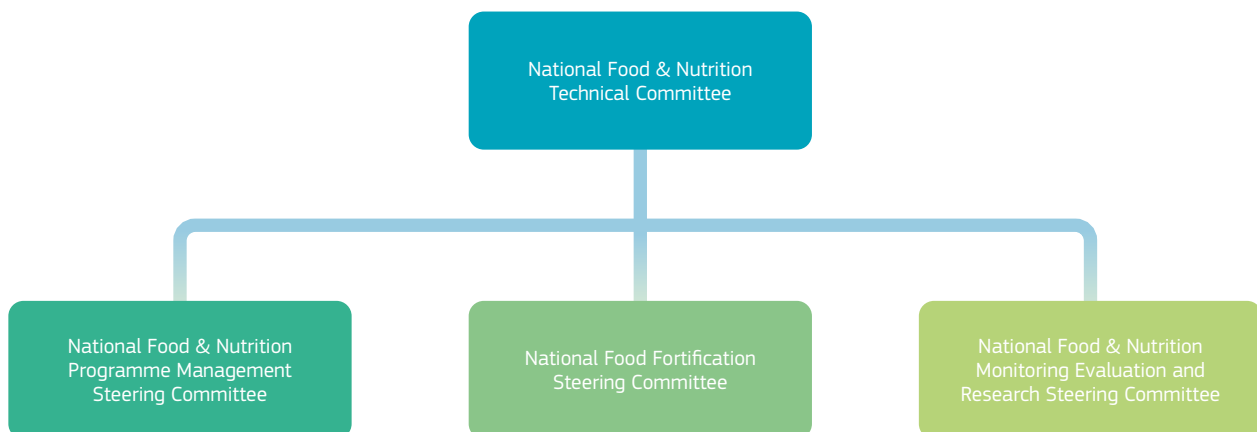 National Food & Nutrition
Technical Committee
National Food & Nutrition
Programme Management
Steering Committee
National Food Fortification
Steering Committee
National Food & Nutrition
Monitoring Evaluation and
Research Steering Committee